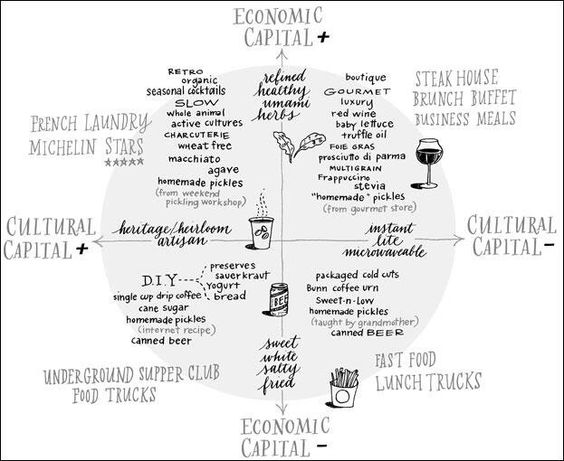 ECONOMIC
CAPITAL +
RETRO
organic
seasonal cocktails
SLOW
whole animal
active cultures
CHARCUTERIE
wheat free
macchiato
agave
homemade pickles
(from weekend
pickling workshop)
refined
healthy
umami
herbs
boutique
GOURMET
luxury
red wine
baby lettuce
truffle oil
FOIE GRAS
prosciutto di parma
MULTIGRAIN
Frappuccino
stevia
"homemade" pickles
(from gourmet store)
STEAK HOUSE
BRUNCH BUFFET
BUSINESS MEALS
FRENCH LAUNDRY
MICHELIN STARS
CULTURAL
CAPITAL +
heritage/heirloom
artisan
instant
lite
microwaveable
CULTURAL
CAPITAL -
D.I.Y
preserves
sauerkraut
Yogurt
bread
single cup drip coffee
cane sugar
homemade pickles
(internet recipe)
canned beer
BEER
packaged cold cuts
Bunn coffee urn
Sweet-n-Low
homemade pickles
(taught by grandmother)
canned BEER
sweet
white
salty
fried
UNDERGROUND SUPPER CLUB
FOOD TRUCKS
FAST FOOD
LUNCH TRUCKS
ECONOMIC
CAPITAL -